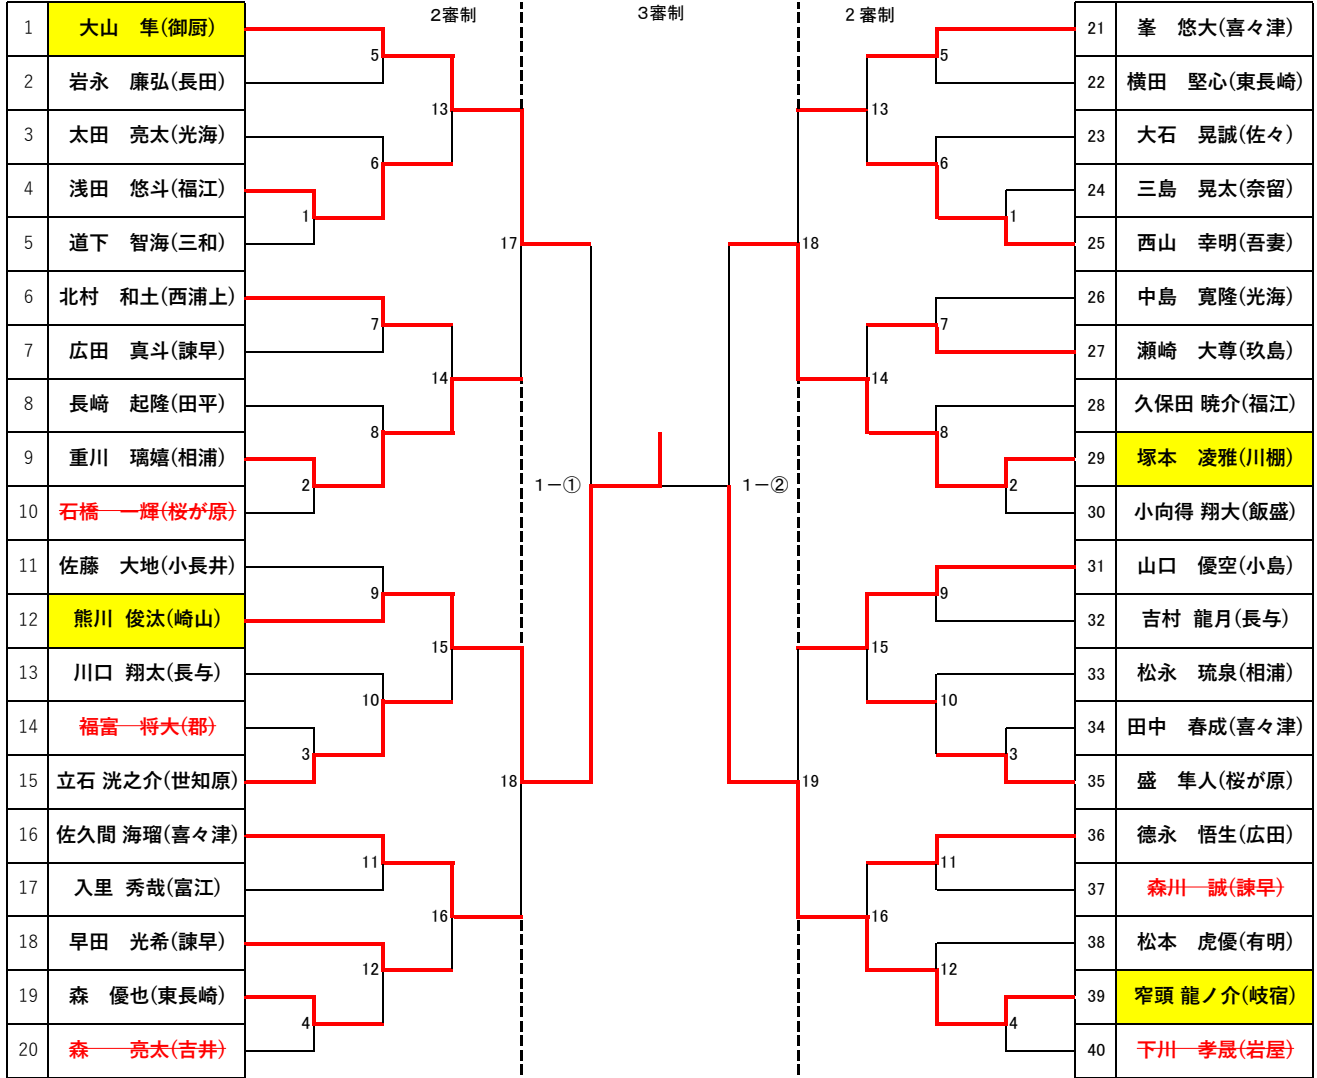 2審制 3審制 2審制
1 大山　隼(御厨)
2 岩永　廉弘(長田)
3 太田　亮太(光海)
4 浅田　悠斗(福江)
5 道下　智海(三和)
6 北村　和土(西浦上)
7 広田　真斗(諫早)
8 長﨑　起隆(田平)
9 重川　璃嬉(相浦)
10 石橋　一輝(桜が原)
11 佐藤　大地(小長井)
12 熊川 俊汰(崎山)
13 川口 翔太(長与)
14 福富　将大(郡)
15 立石 洸之介(世知原)
16 佐久間 海瑠(喜々津)
17 入里 秀哉(富江)
18 早田　光希(諫早)
19 森　優也(東長崎)
20 森　亮太(吉井)
5
13
6
1
17
7
14
8
2
1－①
9
15
10
3
18
11
16
12
4
1－②
5
13
6
1
18
7
14
8
2
9
15
10
3
19
11
16
12
4
21 峯　悠大(喜々津)
22 横田　堅心(東長崎)
23 大石　晃誠(佐々)
24 三島　晃太(奈留)
25 西山　幸明(吾妻)
26 中島　寛隆(光海)
27 瀬崎　大尊(玖島)
28 久保田 暁介(福江)
29 塚本　凌雅(川棚)
30 小向得 翔大(飯盛)
31 山口　優空(小島)
32 吉村 龍月(長与)
33 松永　琉泉(相浦)
34 田中　春成(喜々津)
35 盛　隼人(桜が原)
36 德永　悟生(広田)
37 森川　誠(諫早)
38 松本　虎優(有明)
39 窄頭 龍ノ介(岐宿)
40 下川　孝晟(岩屋)